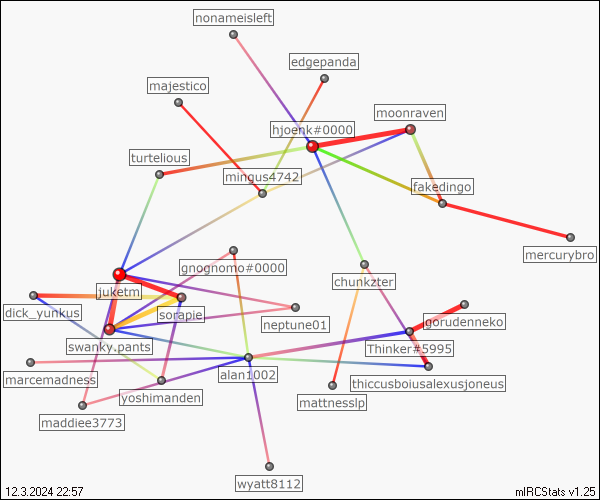 nonameisleft
edgepanda
majestico
moonraven
hjoenk#0000
turtelious
mingus4742
fakedingo
mercurybro
gnognomo#0000
chunkzter
juketm
dick_yunkus
sorapie
neptune01
gorudenneko
swanky.pants
Thinker#5995
alan1002
marcemadness
thiccusboiusalexusjoneus
yoshimanden
mattnesslp
maddiee3773
wyatt8112
12.3.2024 22:57
mIRCStats v1.25